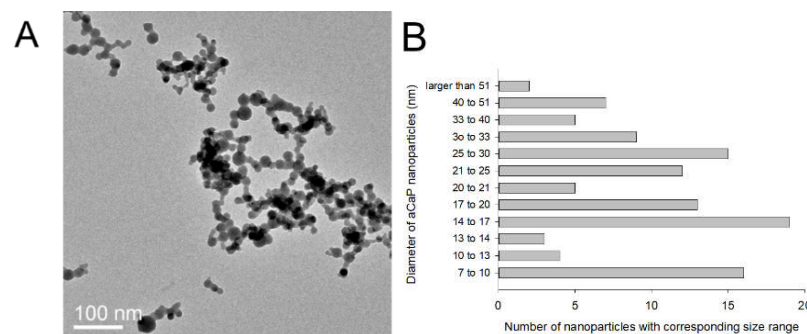 A
100 nm
B
Diameter of aCaP nanoparticles (nm)
larger than 51
40 to 51
33 to 40
3o to 33
25 to 30
21 to 25
20 to 21
17 to 20
14 to 17
13 to 14
10 to 13
7 to 10
0 5 10 15 20
Number of nanoparticles with corresponding size range